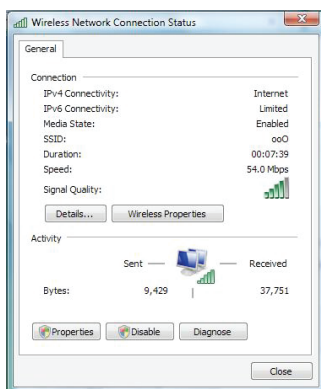 Wireless Network Connection Status
General
Connection
IPv4 Connectivity: Internet
IPv6 Connectivity: Limited
Media State: Enabled
SSID: ooO
Duration: 00:07:39
Speed: 54.0 Mbps
Signal Quality:
Details... Wireless Properties
Activity
Sent Received
Bytes: 9,429 37,751
Properties Disable Diagnose
Close